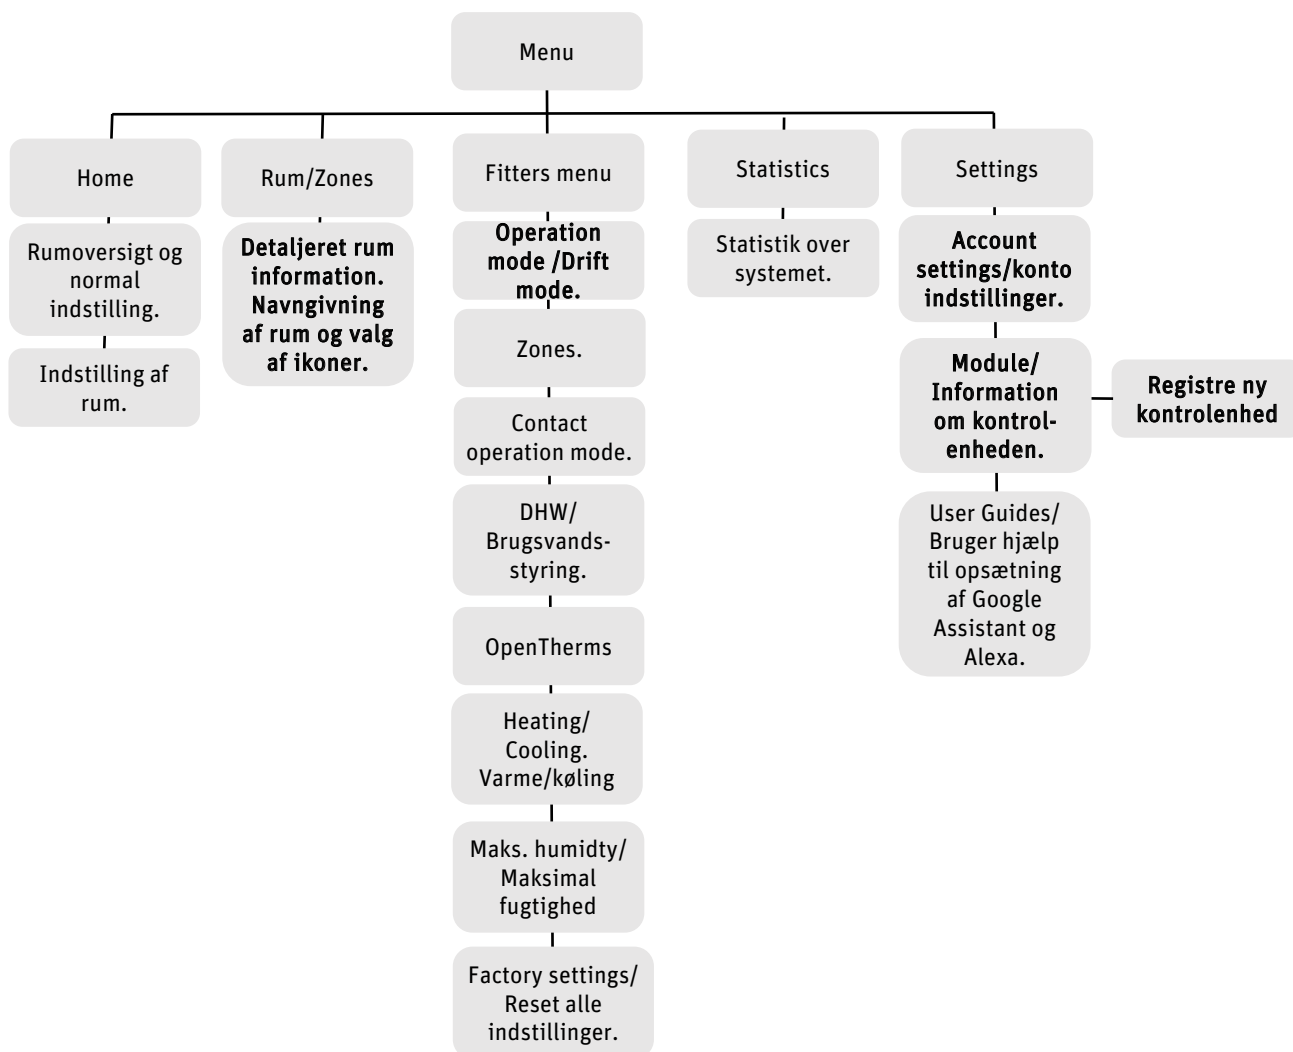 Menu
Home
Rum/Zones
Fitters menu
Statistics
Settings
Rumoversigt og
normal
indstilling.
Indstilling af
rum.
Detaljeret rum
information.
Navngivning
af rum og valg
af ikoner.
Operation
mode /Drift
mode.
Zones.
Contact
operation mode.
DHW/
Brugsvands-
styring.
OpenTherms
Heating/
Cooling.
Varme/køling
Maks. humidty/
Maksimal
fugtighed
Factory settings/
Reset alle
indstillinger.
Statistik over
systemet.
Account
settings/konto
indstillinger.
Module/
Information
om kontrol-
enheden.
Registre ny
kontrolenhed
User Guides/
Bruger hjælp
til opsætning
af Google
Assistant og
Alexa.